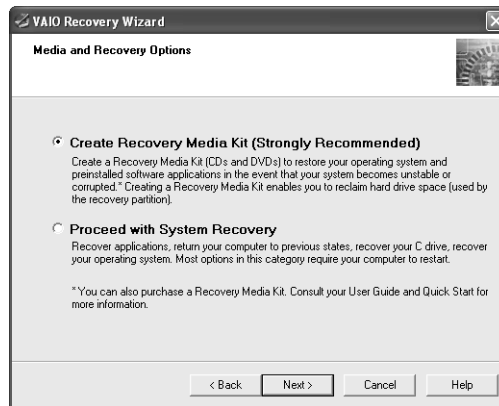 VAIO Recovery Wizard
Media and Recovery Options
Create Recovery Media Kit (Strongly Recommended)
Create a Recovery Media Kit (CDs and DVDs) to restore your operating system and
preinstalled software applications in the event that your system becomes unstable or
corrupted.* Creating a Recovery Media Kit enables you to reclaim hard drive space (used by
the recovery partition).
Proceed with System Recovery
Recover applications, return your computer to previous states, recover your C drive, recover
your operating system. Most options in this category require your computer to restart.
*You can also purchase a Recovery Media Kit. Consult your User Guide and Quick Start for
more information.
< Back Next > Cancel Help